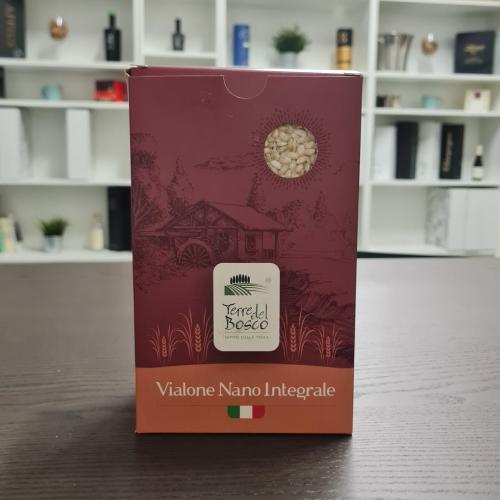 Terre del
Bosco
Vialone Nano Integrale